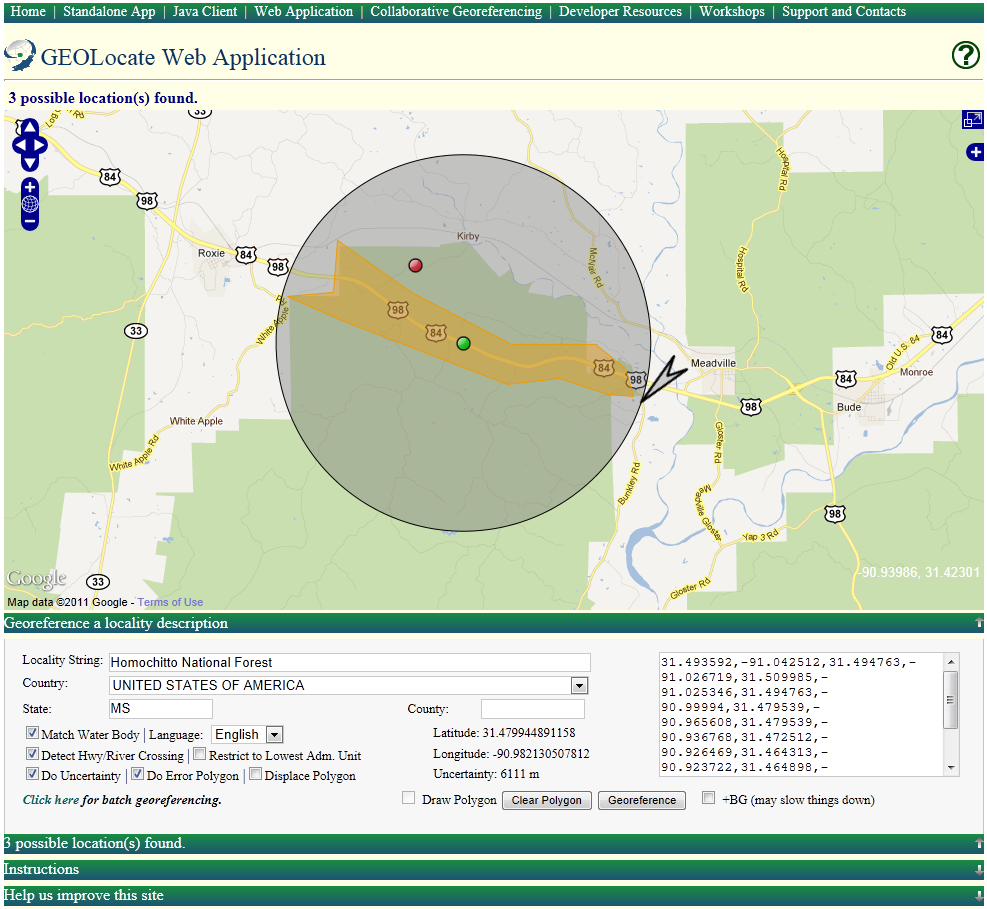 Home | Standalone App | Java Client | Web Application | Collaborative Georeferencing | Developer Resources | Workshops | Support and Contacts
GEOLocate Web Application
?
3 possible location(s) found.
33
84
98
Hospital Rd
Kirby
McNair Rd
Roxie
84
98
Hospital Rd
White Apple
33
98
84
84
98
Old U.S. 84
84
Meadville
Monroe
84
98
Bude
White Apple
White Apple Rd
Gloster Rd
Bunkley Rd
Meadville Gloster
98
Yap 3 Rd
-90.93986, 31.42301
Google
33
Gloster Rd
Map data ©2011 Google - Terms of Use
Georeference a locality description
Locality String: Homochitto National Forest
Country: UNITED STATES OF AMERICA
State: MS County:
Match Water Body | Language: English
Detect Hwy/River Crossing | Restrict to Lowest Adm. Unit
Do Uncertainty | Do Error Polygon | Displace Polygon
Click here for batch georeferencing.
Latitude: 31.479944891158
Longitude: -90.982130507812
Uncertainty: 6111 m
Draw Polygon Clear Polygon Georeference +BG (may slow things down)
31.493592,-91.042512,31.494763,-
91.026719,31.509985,-
91.025346,31.494763,-
90.99994,31.479539,-
90.965608,31.479539,-
90.936768,31.472512,-
90.926469,31.464313,-
90.923722,31.464898,-
3 possible location(s) found.
Instructions
Help us improve this site